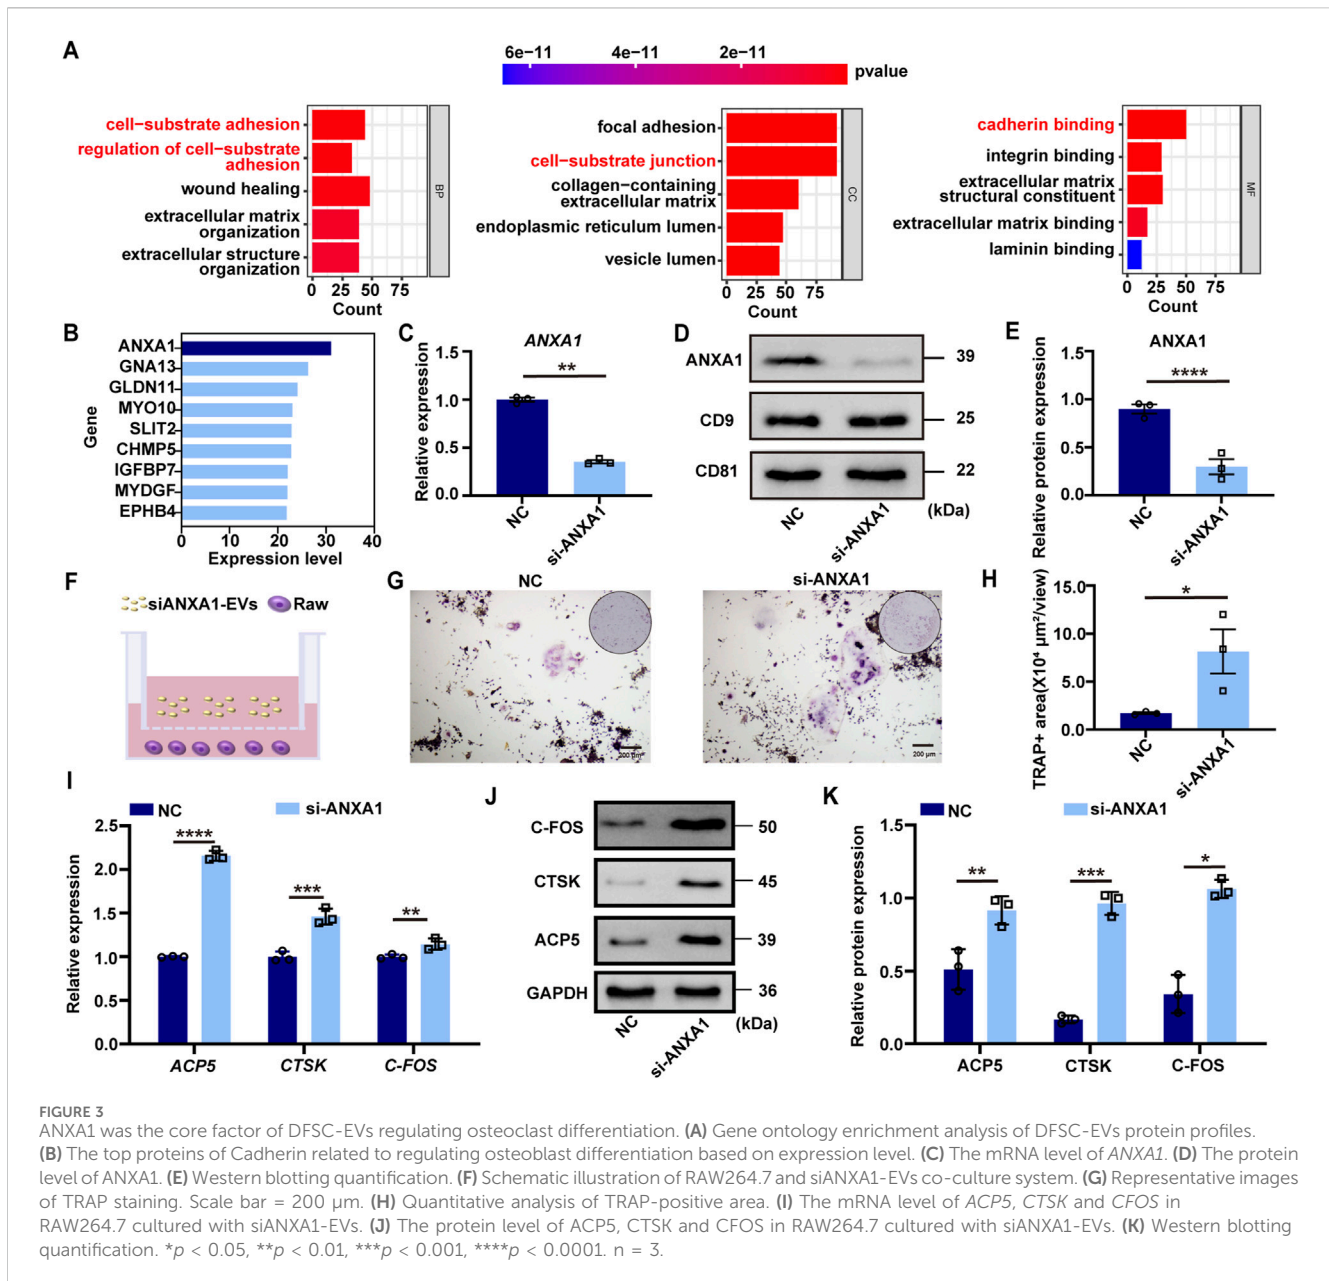 A
6e−11 4e−11 2e−11
pvalue
cell−substrate adhesion
regulation of cell−substrate
adhesion
wound healing
extracellular matrix
organization
extracellular structure
organization
0 25 50 75
Count
BP
focal adhesion
cell−substrate junction
collagen−containing
extracellular matrix
endoplasmic reticulum lumen
vesicle lumen
0 25 50 75
Count
CC
cadherin binding
integrin binding
extracellular matrix
structural constituent
extracellular matrix binding
laminin binding
0 25 50 75
Count
MF
B
Gene
ANXA1
GNA13
GLDN11
MYO10
SLIT2
CHMP5
IGFBP7
MYDGF
EPHB4
0 10 20 30 40
Expression level
C
ANXA1
Relative expression
1.5
1.0
0.5
0.0
**
NC
si-ANXA1
D
ANXA1 39
CD9 25
CD81 22
NC
si-ANXA1
(kDa)
E
ANXA1
Relative protein expression
1.5
1.0
0.5
0.0
****
NC
si-ANXA1
F
siANXA1-EVs Raw
G
NC
200 μm
si-ANXA1
200 μm
H
TRAP+ area(X10⁴ μm²/view)
15.0
10.0
5.0
0.0
*
NC
si-ANXA1
I
NC si-ANXA1
Relative expression
2.5
2.0
1.5
1.0
0.5
0.0
**** *** **
ACP5 CTSK C-FOS
J
C-FOS 50
CTSK 45
ACP5 39
GAPDH 36
NC
si-ANXA1
(kDa)
K
NC si-ANXA1
Relative protein expression
1.5
1.0
0.5
0.0
** *** *
ACP5 CTSK C-FOS
FIGURE 3
ANXA1 was the core factor of DFSC-EVs regulating osteoclast differentiation. (A) Gene ontology enrichment analysis of DFSC-EVs protein profiles.
(B) The top proteins of Cadherin related to regulating osteoblast differentiation based on expression level. (C) The mRNA level of ANXA1. (D) The protein
level of ANXA1. (E) Western blotting quantification. (F) Schematic illustration of RAW264.7 and siANXA1-EVs co-culture system. (G) Representative images
of TRAP staining. Scale bar = 200 μm. (H) Quantitative analysis of TRAP-positive area. (I) The mRNA level of ACP5, CTSK and CFOS in
RAW264.7 cultured with siANXA1-EVs. (J) The protein level of ACP5, CTSK and CFOS in RAW264.7 cultured with siANXA1-EVs. (K) Western blotting
quantification. *p < 0.05, **p < 0.01, ***p < 0.001, ****p < 0.0001. n = 3.